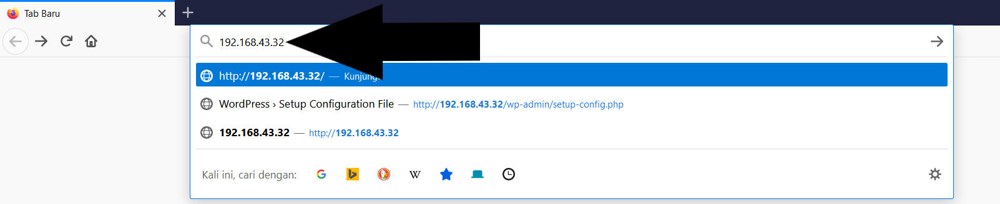 Tab Baru
192.168.43.32
http://192.168.43.32/ — Kunjung
WordPress › Setup Configuration File — http://192.168.43.32/wp-admin/setup-config.php
192.168.43.32 — http://192.168.43.32
Kali ini, cari dengan: